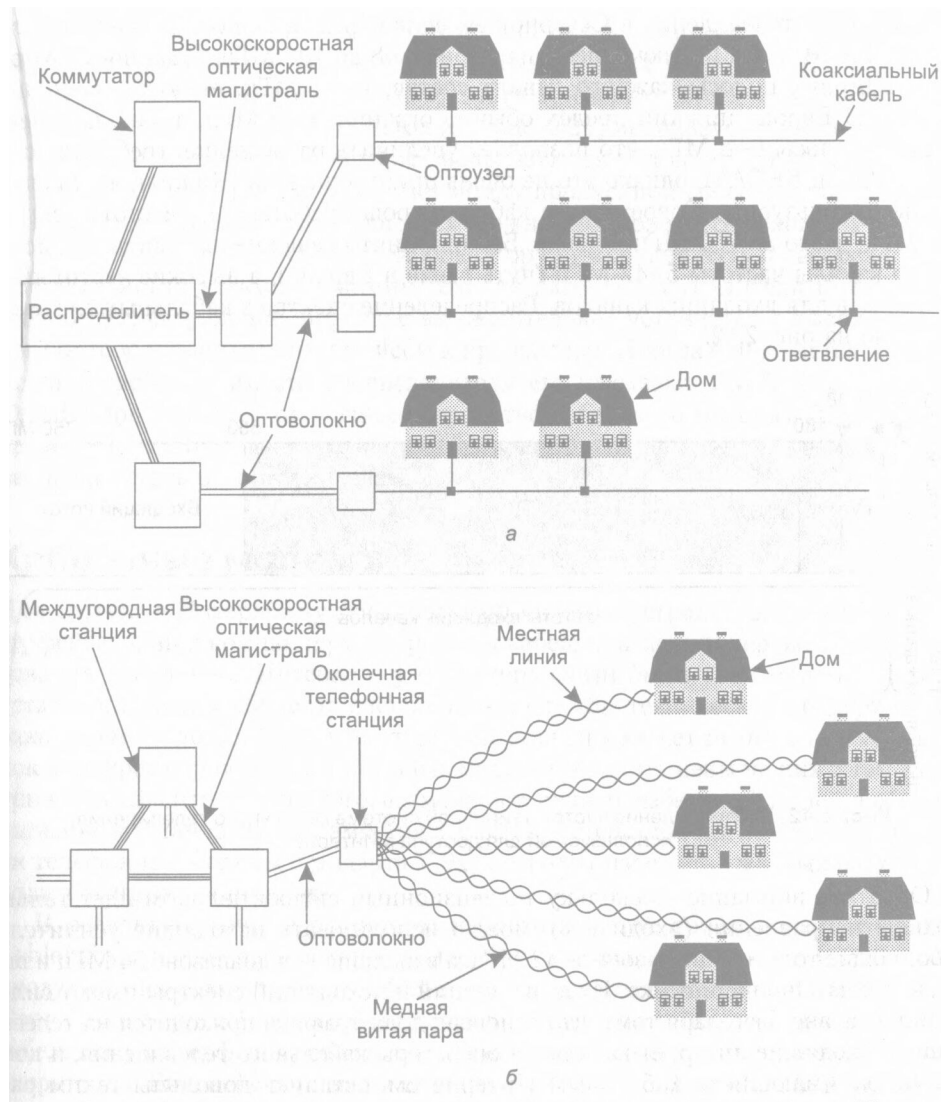 Высокоскоростная
оптическая
магистраль
Коммутатор
Коаксиальный
кабель
Оптоузел
Распределитель
Ответвление
Дом
Оптоволокно
а
Междугородная
станция
Высокоскоростная
оптическая
магистраль
Местная
линия
Дом
Оконечная
телефонная
станция
Оптоволокно
Медная
витая пара
б